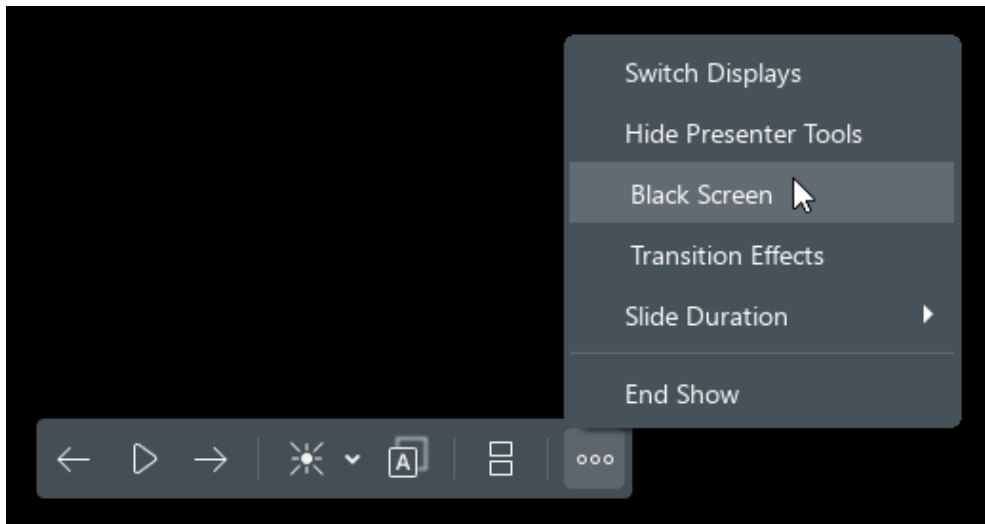 Switch Displays
Hide Presenter Tools
Black Screen
Transition Effects
Slide Duration
End Show
A